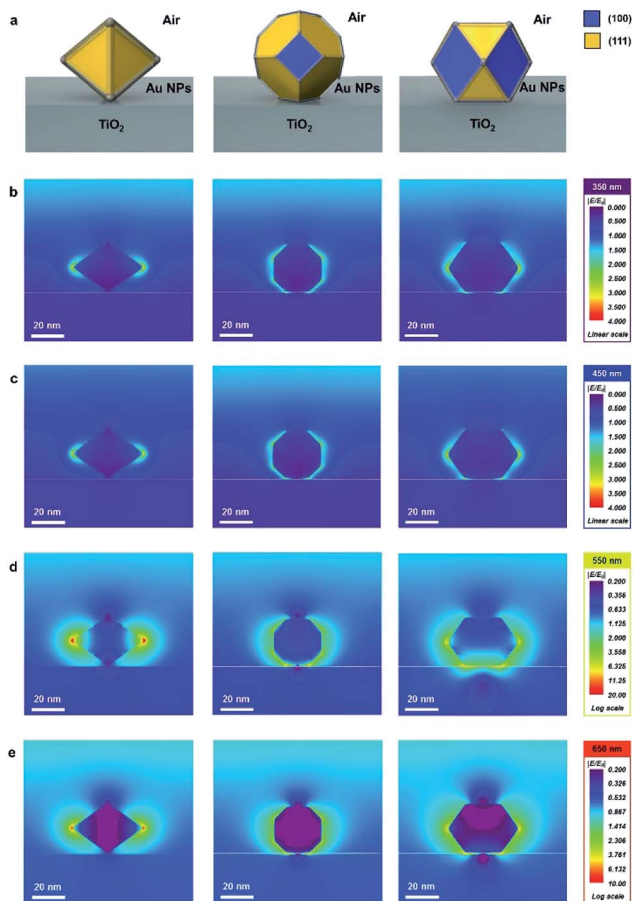 a
Air
Air
Air
(100)
(111)
Au NPs
Au NPs
Au NPs
TiO2
TiO2
TiO2
b
350 nm
|E/E0|
0.000
0.500
1.000
1.500
2.000
2.500
3.000
3.500
4.000
Linear scale
20 nm
20 nm
20 nm
c
450 nm
|E/E0|
0.000
0.500
1.000
1.500
2.000
2.500
3.000
3.500
4.000
Linear scale
20 nm
20 nm
20 nm
d
550 nm
|E/E0|
0.200
0.356
0.633
1.125
2.000
3.558
6.325
11.25
20.00
Log scale
20 nm
20 nm
20 nm
e
650 nm
|E/E0|
0.200
0.326
0.532
0.867
1.414
2.306
3.781
6.132
10.00
Log scale
20 nm
20 nm
20 nm